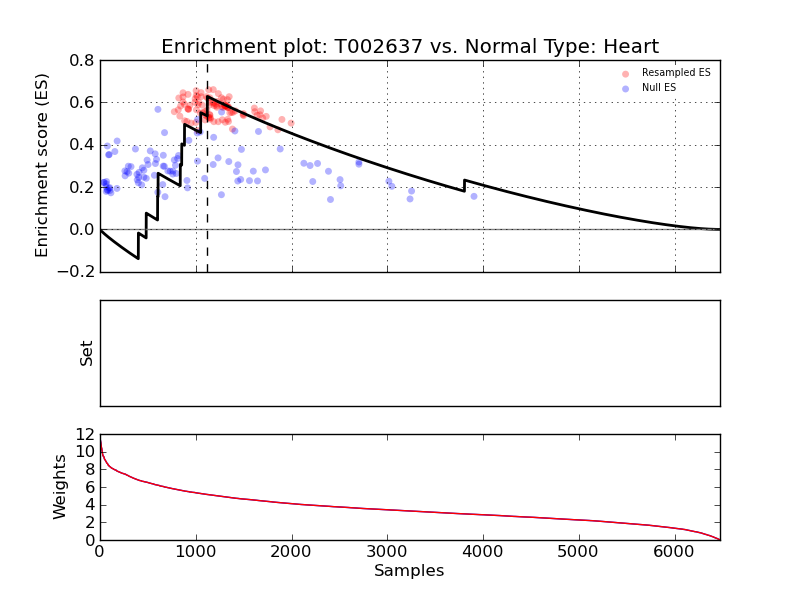 Enrichment plot: T002637 vs. Normal Type: Heart
Enrichment score (ES)
0.8
0.6
0.4
0.2
0.0
−0.2
Resampled ES
Null ES
Set
Weights
12
10
8
6
4
2
0
0 1000 2000 3000 4000 5000 6000
Samples